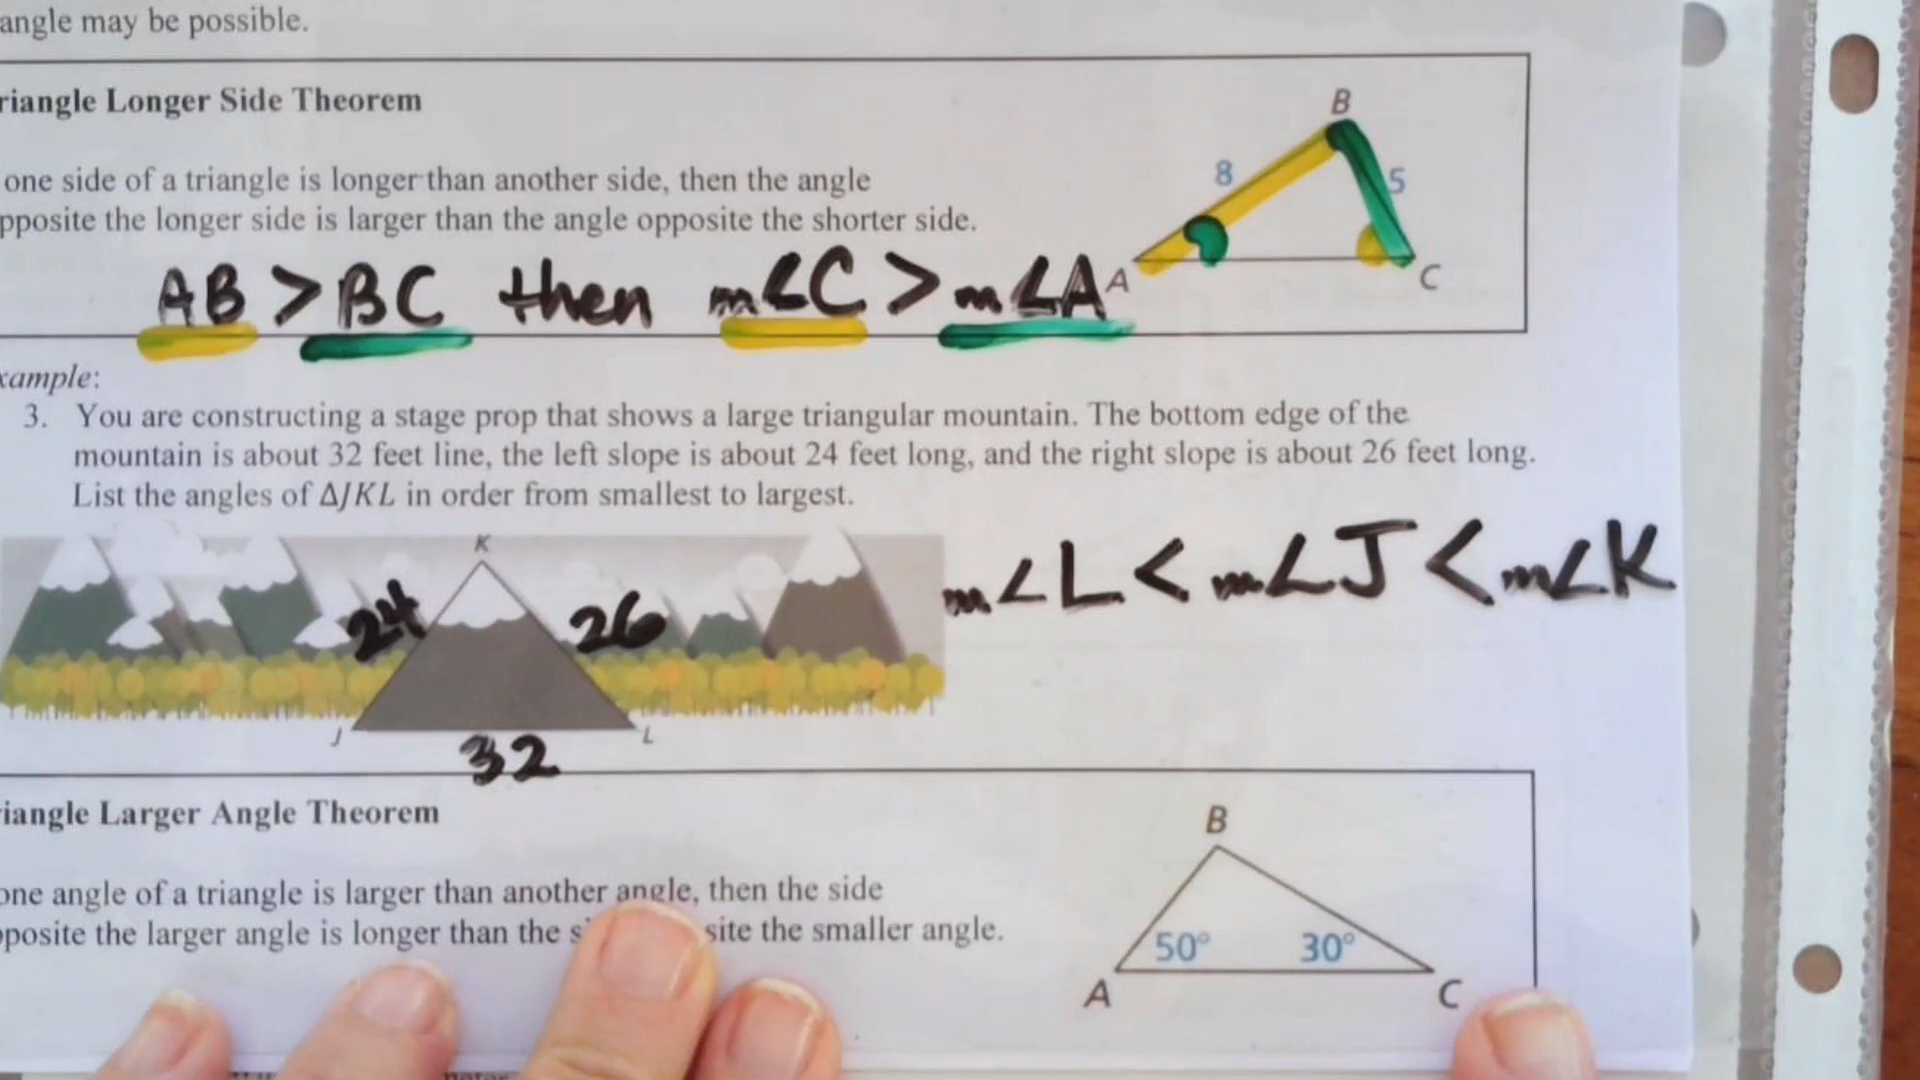 angle may be possible.
riangle Longer Side Theorem
one side of a triangle is longer than another side, then the angle
pposite the longer side is larger than the angle opposite the shorter side.
B
8
5
A
C
AB > BC then m∠C > m∠A
xample:
3. You are constructing a stage prop that shows a large triangular mountain. The bottom edge of the
mountain is about 32 feet line, the left slope is about 24 feet long, and the right slope is about 26 feet long.
List the angles of ΔJKL in order from smallest to largest.
K
24
26
J
L
32
m∠L < m∠J < m∠K
iangle Larger Angle Theorem
one angle of a triangle is larger than another angle, then the side
pposite the larger angle is longer than the site the smaller angle.
B
50°
30°
A
C